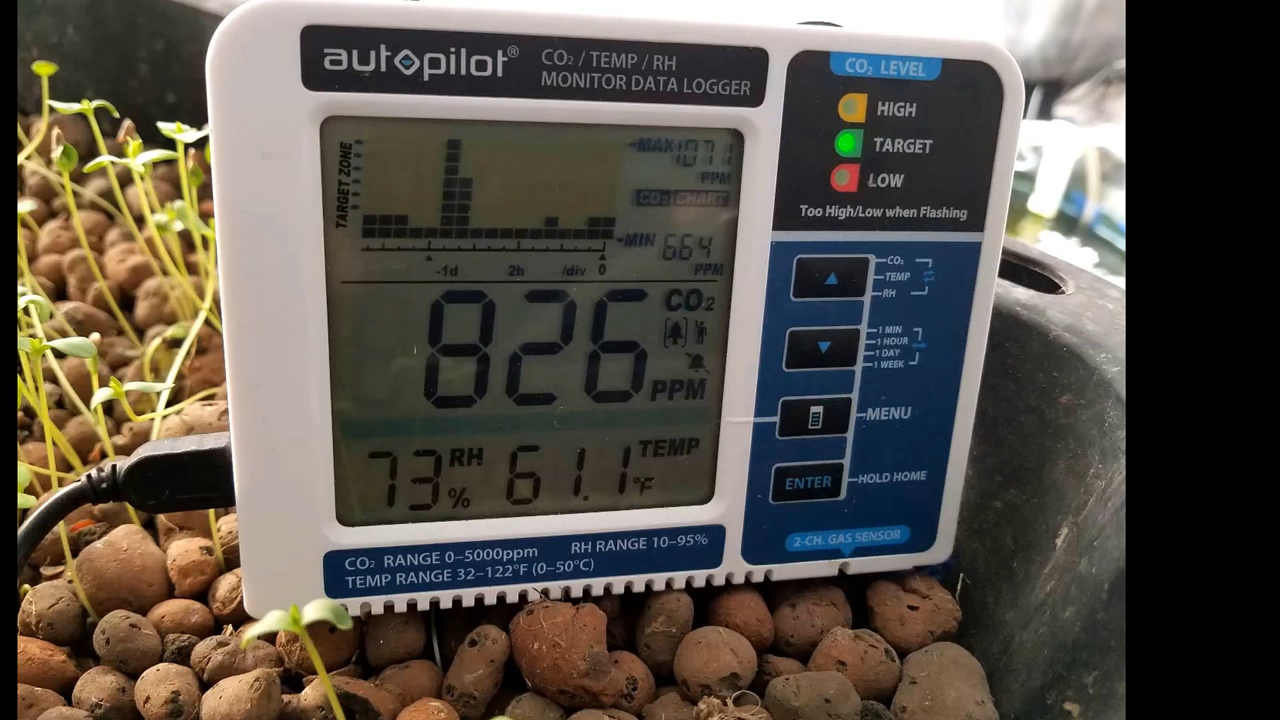 autopilot®
CO₂ / TEMP / RH
MONITOR DATA LOGGER
TARGET ZONE
MAX 1071
PPM
CO₂ CHART
MIN 664
PPM
-1d 2h /div 0
826
CO₂
PPM
73 RH %
61.1 TEMP °F
CO₂ RANGE 0–5000ppm RH RANGE 10–95%
TEMP RANGE 32–122°F (0–50°C)
CO₂ LEVEL
HIGH
TARGET
LOW
Too High/Low when Flashing
CO₂
TEMP
RH
1 MIN
1 HOUR
1 DAY
1 WEEK
MENU
ENTER
HOLD HOME
2-CH. GAS SENSOR